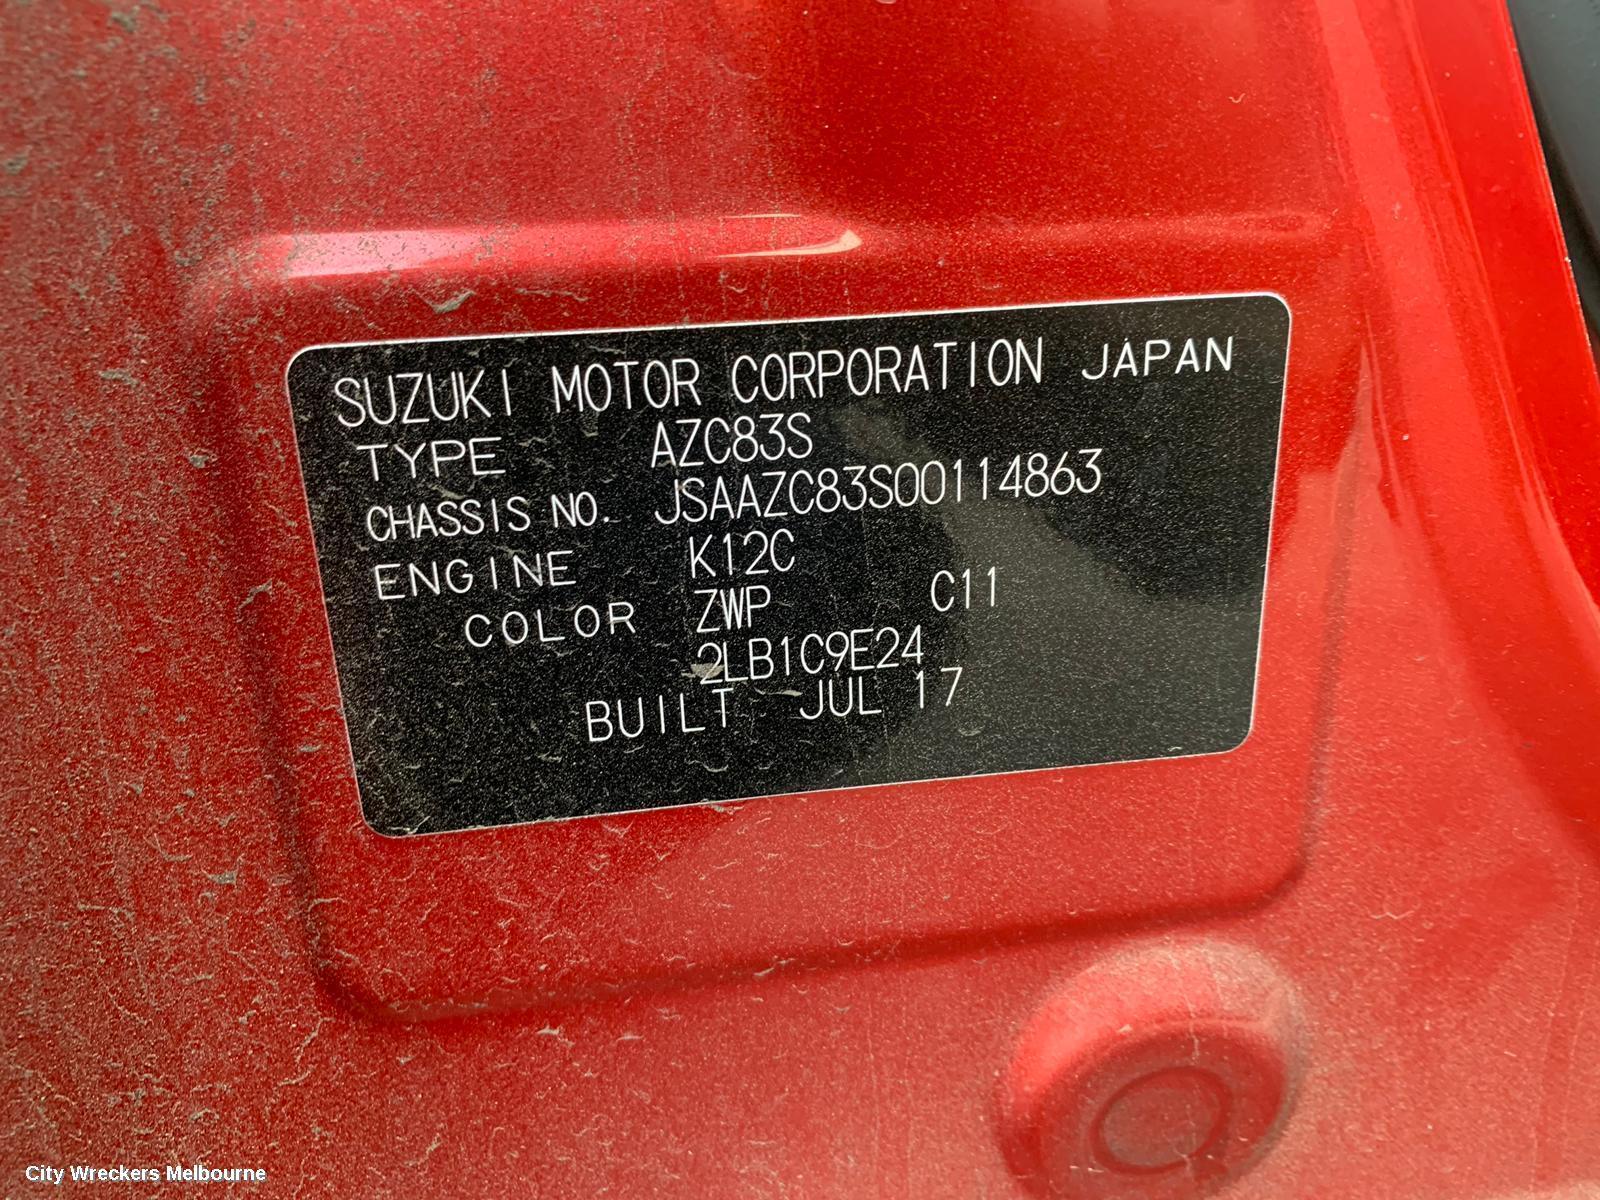 SUZUKI MOTOR CORPORATION JAPAN
TYPE AZC83S
CHASSIS NO. JSAAZC83S00114863
ENGINE K12C
COLOR ZWP C11
2LB1C9E24
BUILT JUL 17
City Wreckers Melbourne